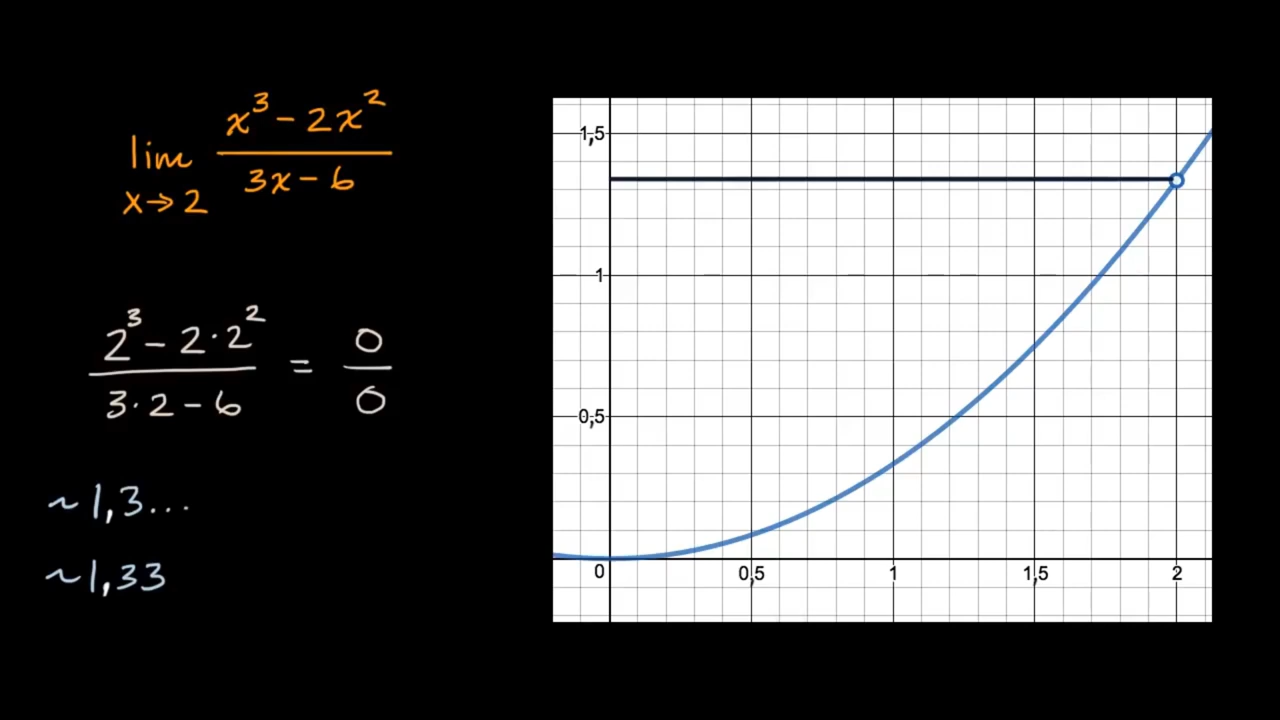 lim x→2 (x³ − 2x²)/(3x − 6)
(2³ − 2·2²)/(3·2 − 6) = 0/0
~1,3...
~1,33
1,5
1
0,5
0 0,5 1 1,5 2